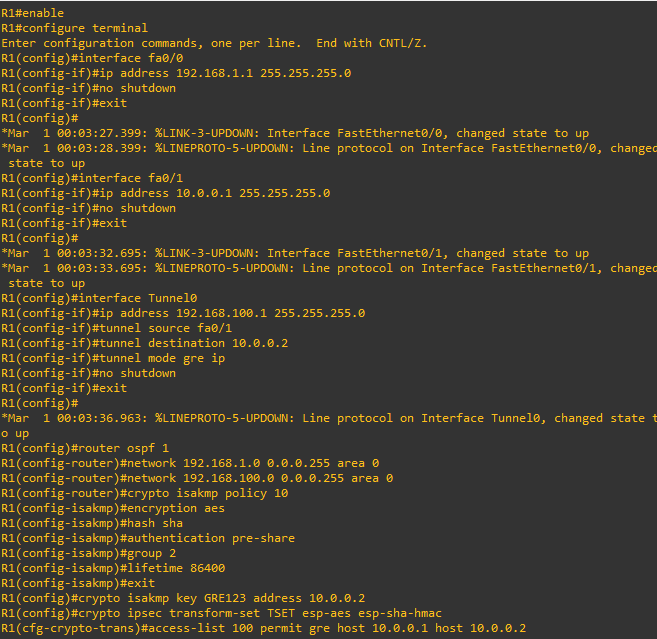 R1#enable
R1#configure terminal
Enter configuration commands, one per line.  End with CNTL/Z.
R1(config)#interface fa0/0
R1(config-if)#ip address 192.168.1.1 255.255.255.0
R1(config-if)#no shutdown
R1(config-if)#exit
R1(config)#
*Mar  1 00:03:27.399: %LINK-3-UPDOWN: Interface FastEthernet0/0, changed state to up
*Mar  1 00:03:28.399: %LINEPROTO-5-UPDOWN: Line protocol on Interface FastEthernet0/0, changed
 state to up
R1(config)#interface fa0/1
R1(config-if)#ip address 10.0.0.1 255.255.255.0
R1(config-if)#no shutdown
R1(config-if)#exit
R1(config)#
*Mar  1 00:03:32.695: %LINK-3-UPDOWN: Interface FastEthernet0/1, changed state to up
*Mar  1 00:03:33.695: %LINEPROTO-5-UPDOWN: Line protocol on Interface FastEthernet0/1, changed
 state to up
R1(config)#interface Tunnel0
R1(config-if)#ip address 192.168.100.1 255.255.255.0
R1(config-if)#tunnel source fa0/1
R1(config-if)#tunnel destination 10.0.0.2
R1(config-if)#tunnel mode gre ip
R1(config-if)#no shutdown
R1(config-if)#exit
R1(config)#
*Mar  1 00:03:36.963: %LINEPROTO-5-UPDOWN: Line protocol on Interface Tunnel0, changed state t
o up
R1(config)#router ospf 1
R1(config-router)#network 192.168.1.0 0.0.0.255 area 0
R1(config-router)#network 192.168.100.0 0.0.0.255 area 0
R1(config-router)#crypto isakmp policy 10
R1(config-isakmp)#encryption aes
R1(config-isakmp)#hash sha
R1(config-isakmp)#authentication pre-share
R1(config-isakmp)#group 2
R1(config-isakmp)#lifetime 86400
R1(config-isakmp)#exit
R1(config)#crypto isakmp key GRE123 address 10.0.0.2
R1(config)#crypto ipsec transform-set TSET esp-aes esp-sha-hmac
R1(cfg-crypto-trans)#access-list 100 permit gre host 10.0.0.1 host 10.0.0.2